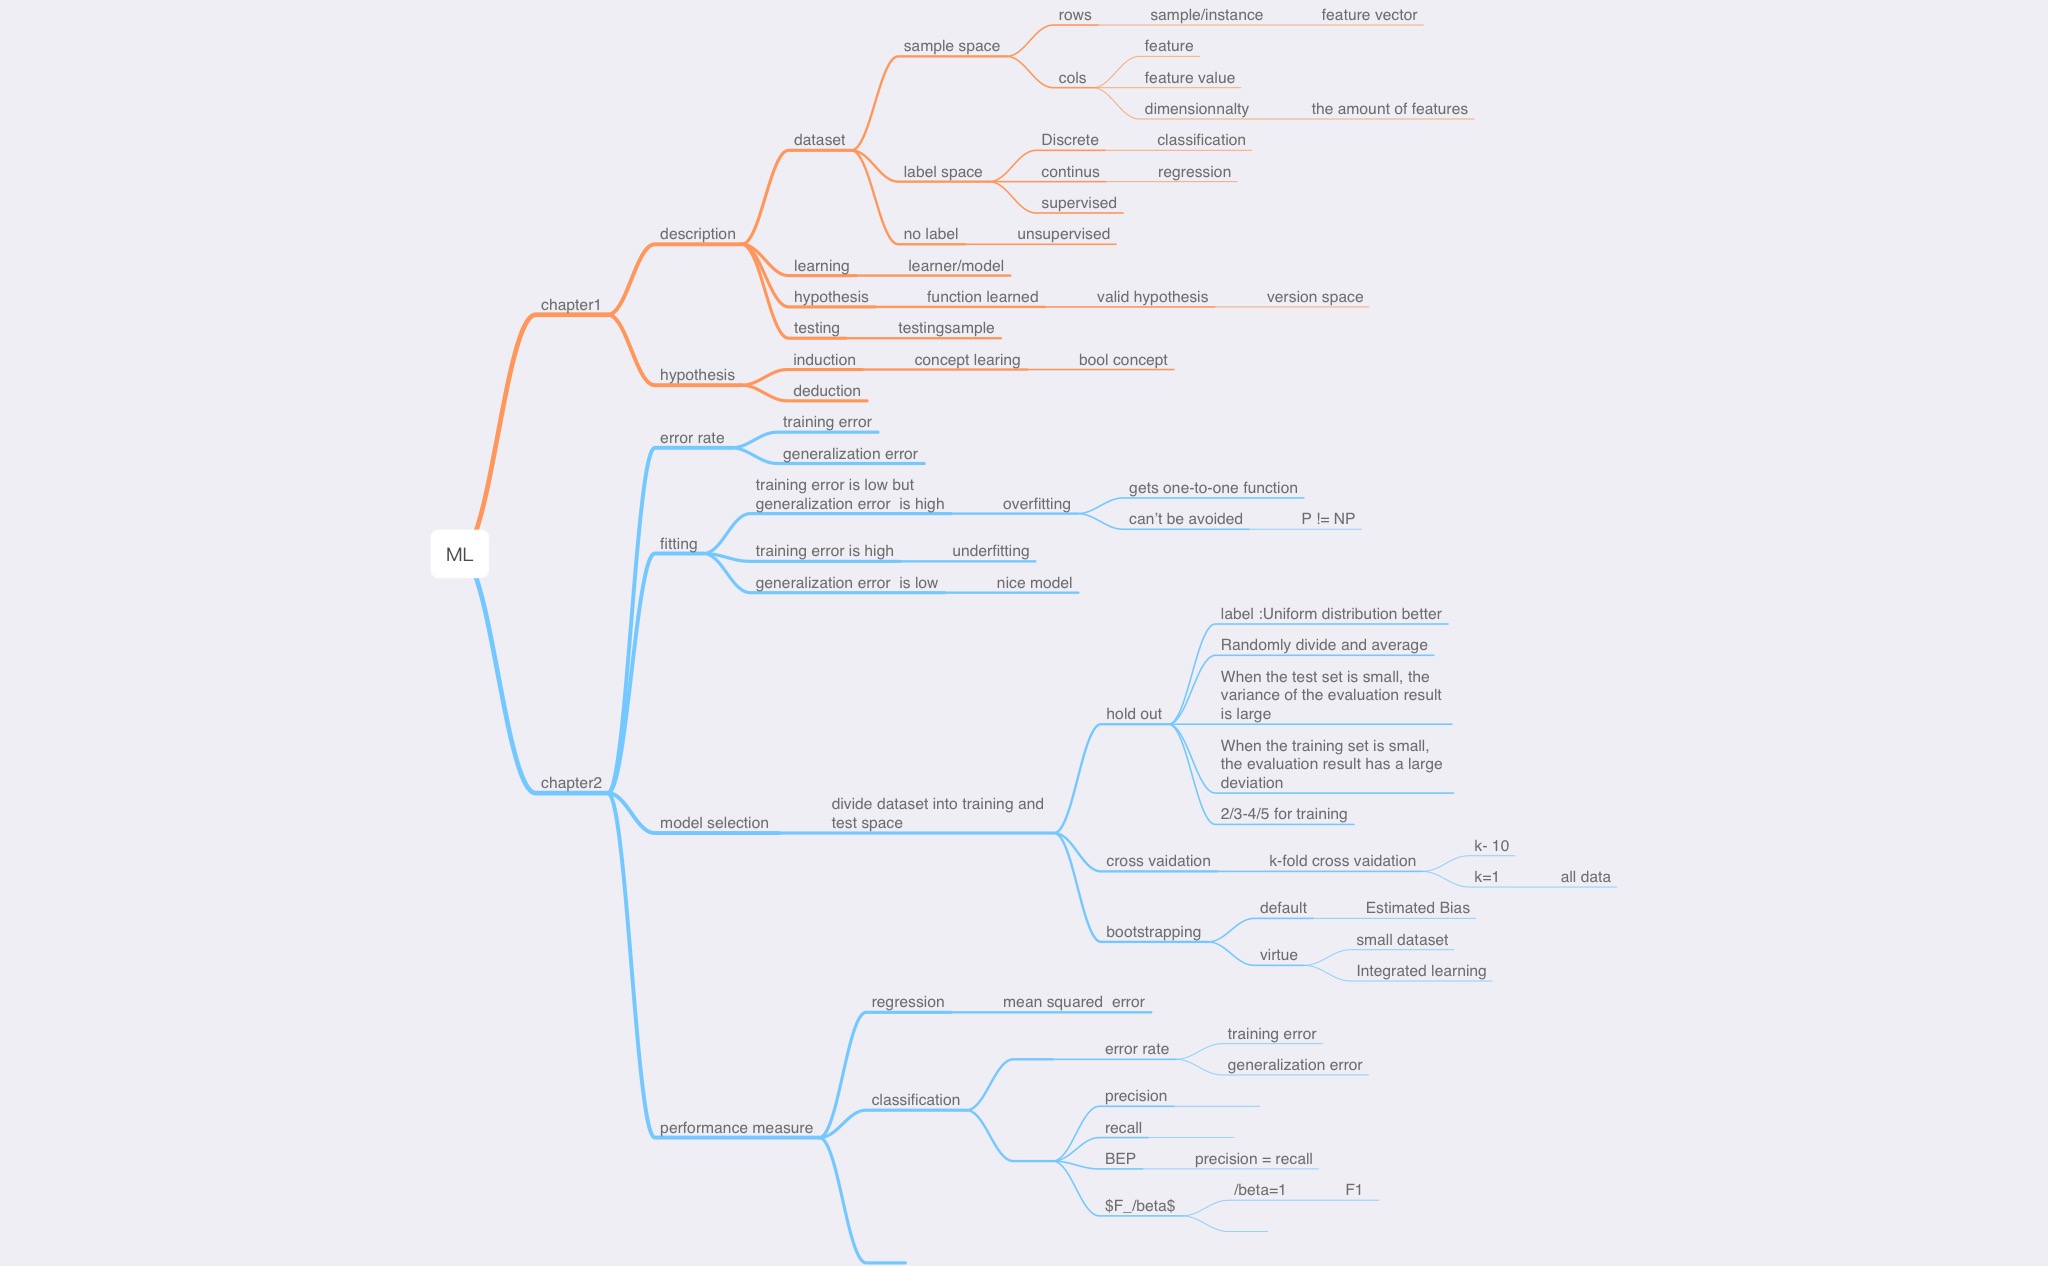 rows
sample/instance
feature vector
sample space
feature
cols
feature value
dimensionnalty
the amount of features
dataset
Discrete
classification
label space
continus
regression
supervised
description
no label
unsupervised
learning
learner/model
chapter1
hypothesis
function learned
valid hypothesis
version space
testing
testingsample
hypothesis
induction
concept learing
bool concept
deduction
error rate
training error
generalization error
training error is low but
generalization error  is high
overfitting
gets one-to-one function
can't be avoided
P != NP
fitting
ML
training error is high
underfitting
generalization error  is low
nice model
label :Uniform distribution better
Randomly divide and average
When the test set is small, the
variance of the evaluation result
is large
hold out
When the training set is small,
the evaluation result has a large
deviation
chapter2
2/3-4/5 for training
model selection
divide dataset into training and
test space
cross vaidation
k-fold cross vaidation
k- 10
k=1
all data
bootstrapping
default
Estimated Bias
virtue
small dataset
Integrated learning
regression
mean squared  error
error rate
training error
generalization error
classification
performance measure
precision
recall
BEP
precision = recall
$F_/beta$
/beta=1
F1